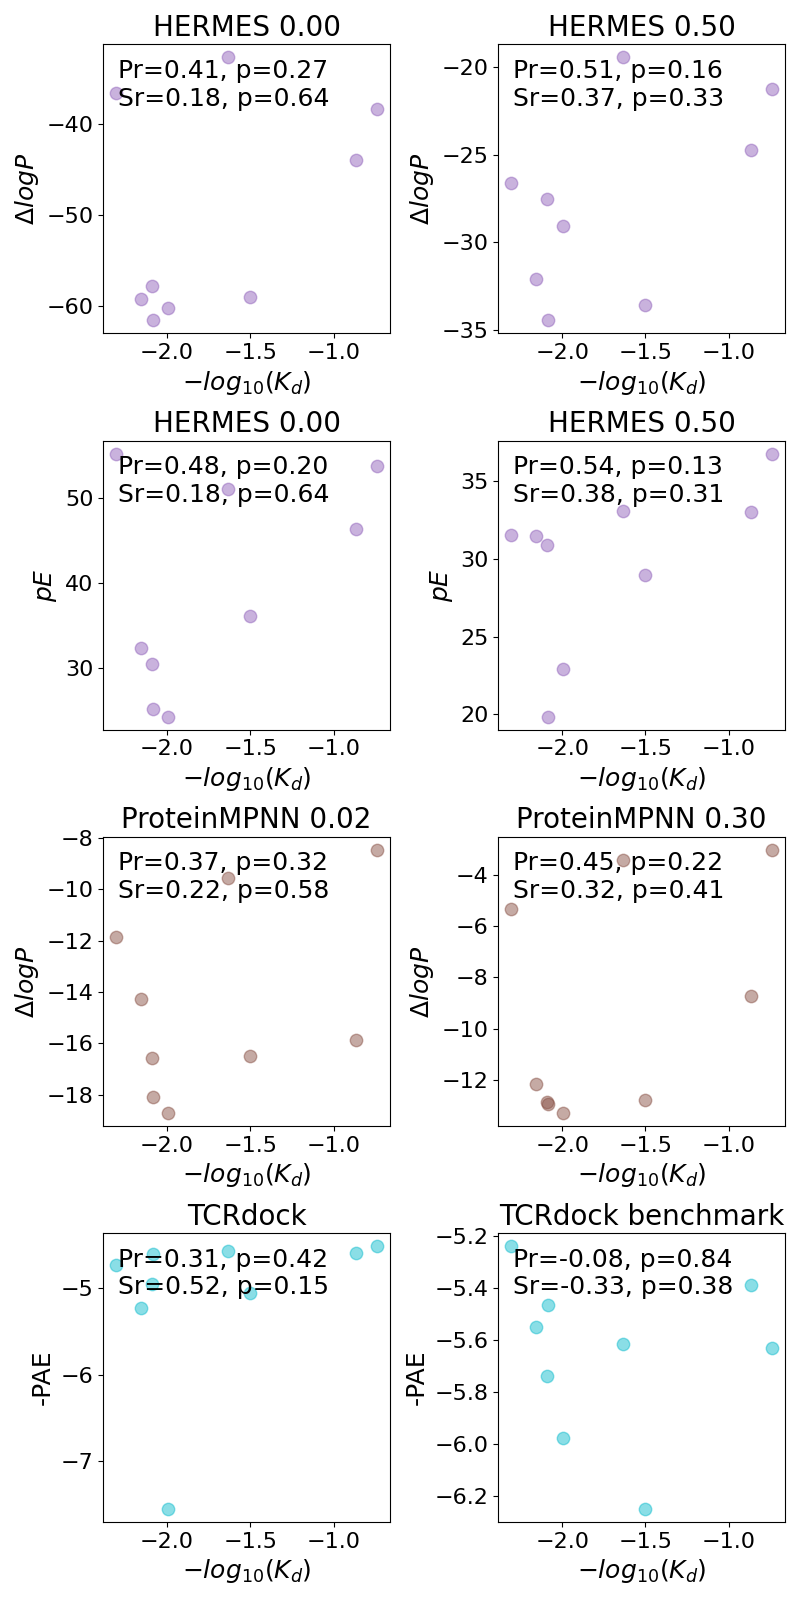 HERMES 0.00
HERMES 0.50
Pr=0.41, p=0.27
Sr=0.18, p=0.64
Pr=0.51, p=0.16
Sr=0.37, p=0.33
ΔlogP
−40
−50
−60
ΔlogP
−20
−25
−30
−35
−2.0 −1.5 −1.0
−log₁₀(K_d)
−2.0 −1.5 −1.0
−log₁₀(K_d)
HERMES 0.00
HERMES 0.50
Pr=0.48, p=0.20
Sr=0.18, p=0.64
Pr=0.54, p=0.13
Sr=0.38, p=0.31
pE
50
40
30
pE
35
30
25
20
−2.0 −1.5 −1.0
−log₁₀(K_d)
−2.0 −1.5 −1.0
−log₁₀(K_d)
ProteinMPNN 0.02
ProteinMPNN 0.30
Pr=0.37, p=0.32
Sr=0.22, p=0.58
Pr=0.45, p=0.22
Sr=0.32, p=0.41
ΔlogP
−8
−10
−12
−14
−16
−18
ΔlogP
−4
−6
−8
−10
−12
−2.0 −1.5 −1.0
−log₁₀(K_d)
−2.0 −1.5 −1.0
−log₁₀(K_d)
TCRdock
TCRdock benchmark
Pr=0.31, p=0.42
Sr=0.52, p=0.15
Pr=-0.08, p=0.84
Sr=-0.33, p=0.38
-PAE
−5
−6
−7
-PAE
−5.2
−5.4
−5.6
−5.8
−6.0
−6.2
−2.0 −1.5 −1.0
−log₁₀(K_d)
−2.0 −1.5 −1.0
−log₁₀(K_d)